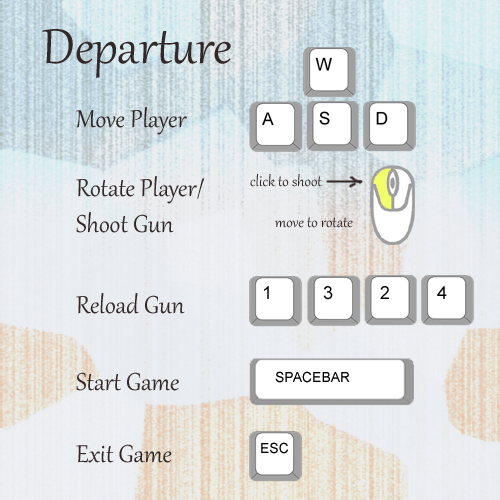 Departure
W
Move Player A S D
Rotate Player/ click to shoot
Shoot Gun move to rotate
Reload Gun 1 3 2 4
Start Game SPACEBAR
Exit Game ESC